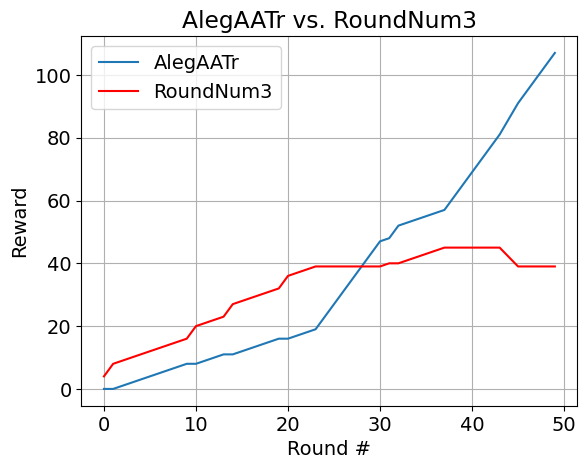 AlegAATr vs. RoundNum3
AlegAATr
RoundNum3
Reward
100
80
60
40
20
0
0 10 20 30 40 50
Round #